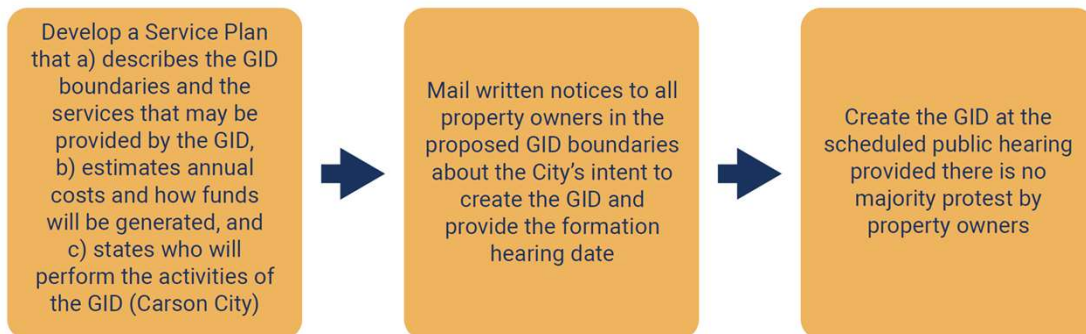 Develop a Service Plan
that a) describes the GID
boundaries and the
services that may be
provided by the GID,
b) estimates annual
costs and how funds
will be generated, and
c) states who will
perform the activities of
the GID (Carson City)
Mail written notices to all
property owners in the
proposed GID boundaries
about the City’s intent to
create the GID and
provide the formation
hearing date
Create the GID at the
scheduled public hearing
provided there is no
majority protest by
property owners